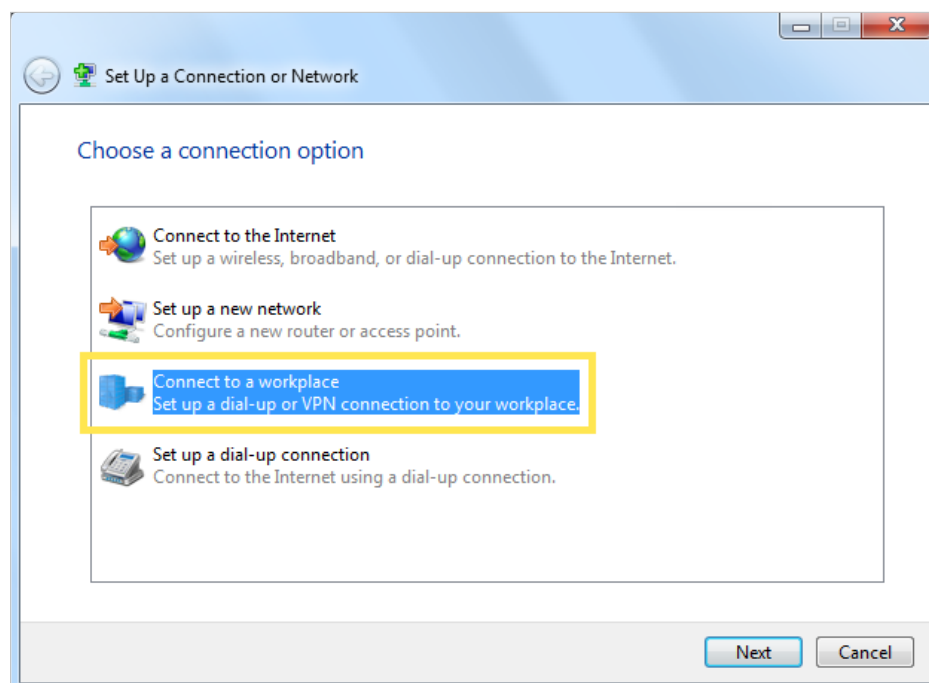 Set Up a Connection or Network
Choose a connection option
Connect to the Internet
Set up a wireless, broadband, or dial-up connection to the Internet.
Set up a new network
Configure a new router or access point.
Connect to a workplace
Set up a dial-up or VPN connection to your workplace.
Set up a dial-up connection
Connect to the Internet using a dial-up connection.
Next Cancel